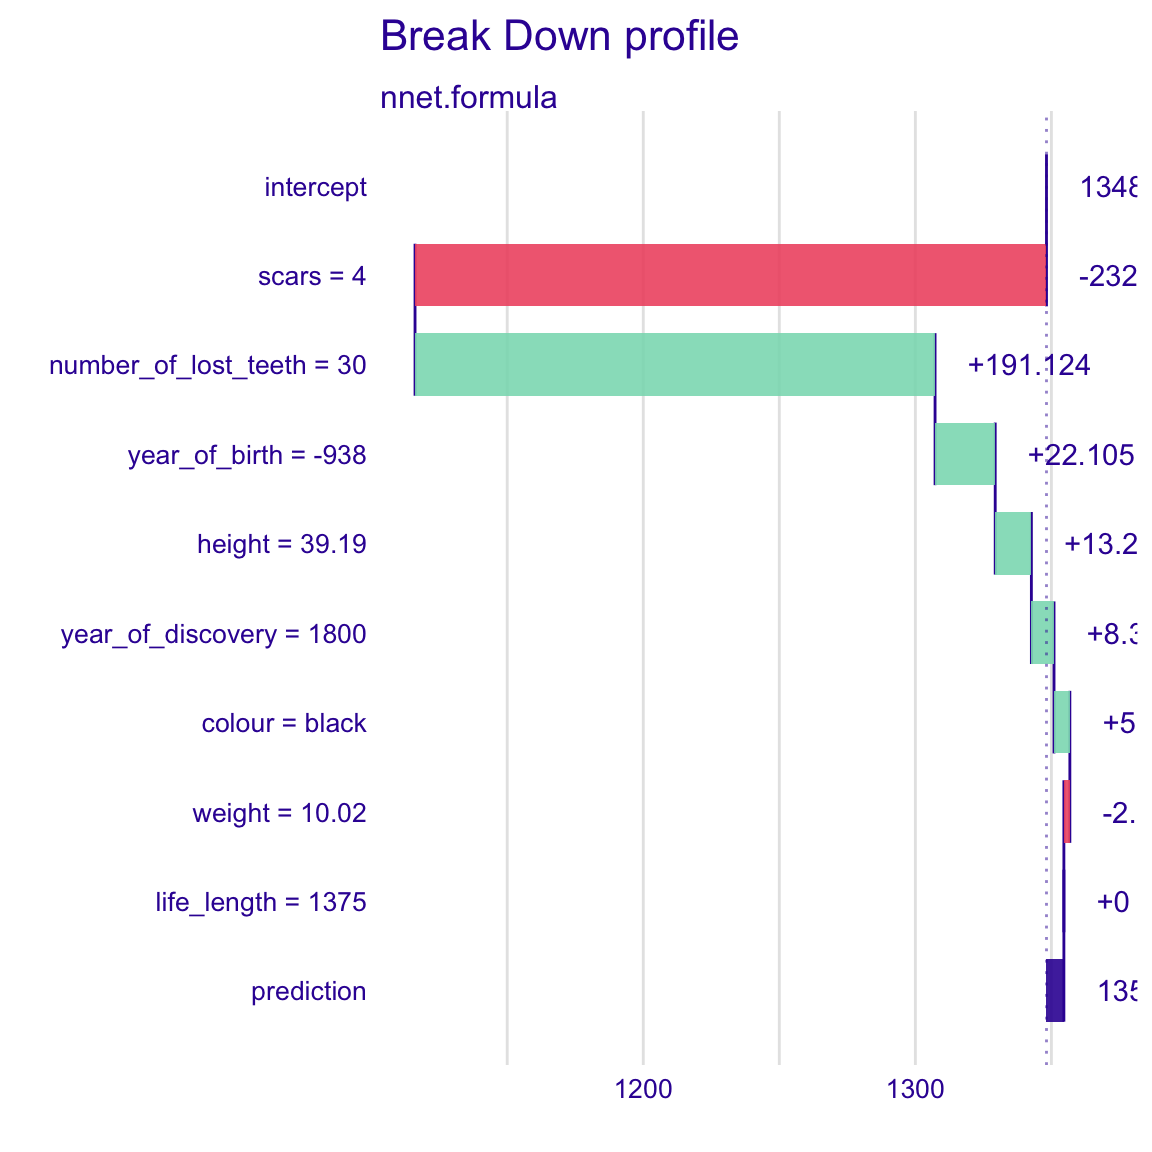 Break Down profile
nnet.formula
intercept 1348
scars = 4 -232
number_of_lost_teeth = 30 +191.124
year_of_birth = -938 +22.105
height = 39.19 +13.2
year_of_discovery = 1800 +8.3
colour = black +5
weight = 10.02 -2.
life_length = 1375 +0
prediction 135
1200 1300